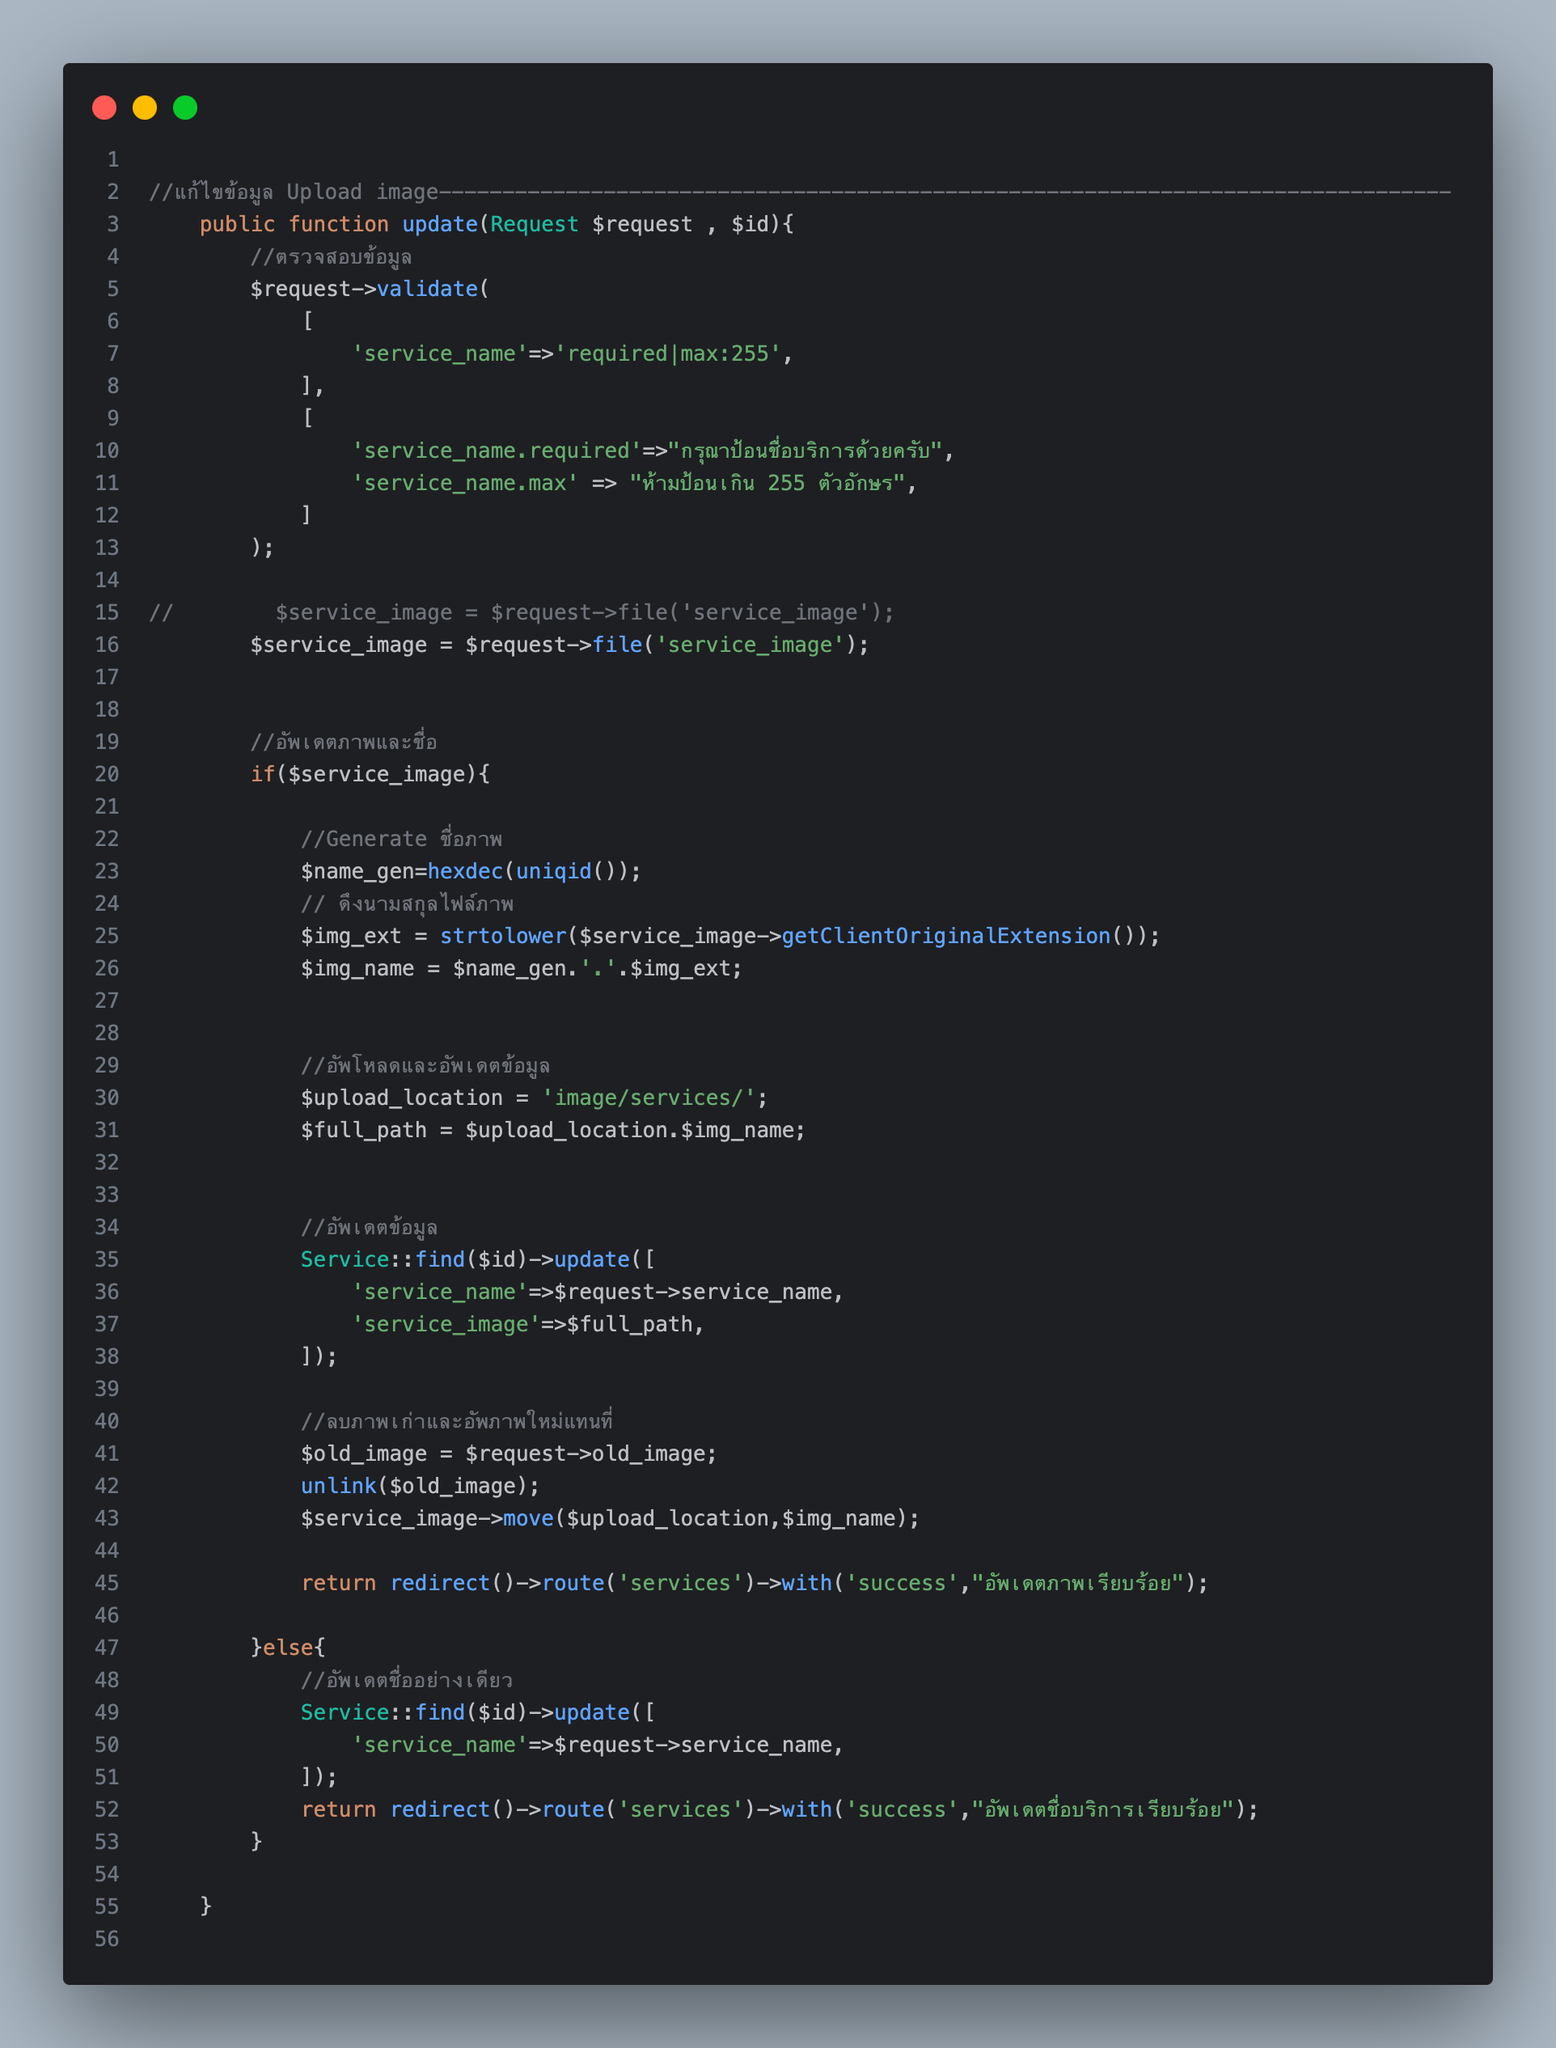 1
2 //แก้ไขข้อมูล Upload image--------------------------------------------------------------------------------
3     public function update(Request $request , $id){
4         //ตรวจสอบข้อมูล
5         $request->validate(
6             [
7                 'service_name'=>'required|max:255',
8             ],
9             [
10                 'service_name.required'=>"กรุณาป้อนชื่อบริการด้วยครับ",
11                 'service_name.max' => "ห้ามป้อนเกิน 255 ตัวอักษร",
12             ]
13         );
14
15 //        $service_image = $request->file('service_image');
16         $service_image = $request->file('service_image');
17
18
19         //อัพเดตภาพและชื่อ
20         if($service_image){
21
22             //Generate ชื่อภาพ
23             $name_gen=hexdec(uniqid());
24             // ดึงนามสกุลไฟล์ภาพ
25             $img_ext = strtolower($service_image->getClientOriginalExtension());
26             $img_name = $name_gen.'.'.$img_ext;
27
28
29             //อัพโหลดและอัพเดตข้อมูล
30             $upload_location = 'image/services/';
31             $full_path = $upload_location.$img_name;
32
33
34             //อัพเดตข้อมูล
35             Service::find($id)->update([
36                 'service_name'=>$request->service_name,
37                 'service_image'=>$full_path,
38             ]);
39
40             //ลบภาพเก่าและอัพภาพใหม่แทนที่
41             $old_image = $request->old_image;
42             unlink($old_image);
43             $service_image->move($upload_location,$img_name);
44
45             return redirect()->route('services')->with('success',"อัพเดตภาพเรียบร้อย");
46
47         }else{
48             //อัพเดตชื่ออย่างเดียว
49             Service::find($id)->update([
50                 'service_name'=>$request->service_name,
51             ]);
52             return redirect()->route('services')->with('success',"อัพเดตชื่อบริการเรียบร้อย");
53         }
54
55     }
56